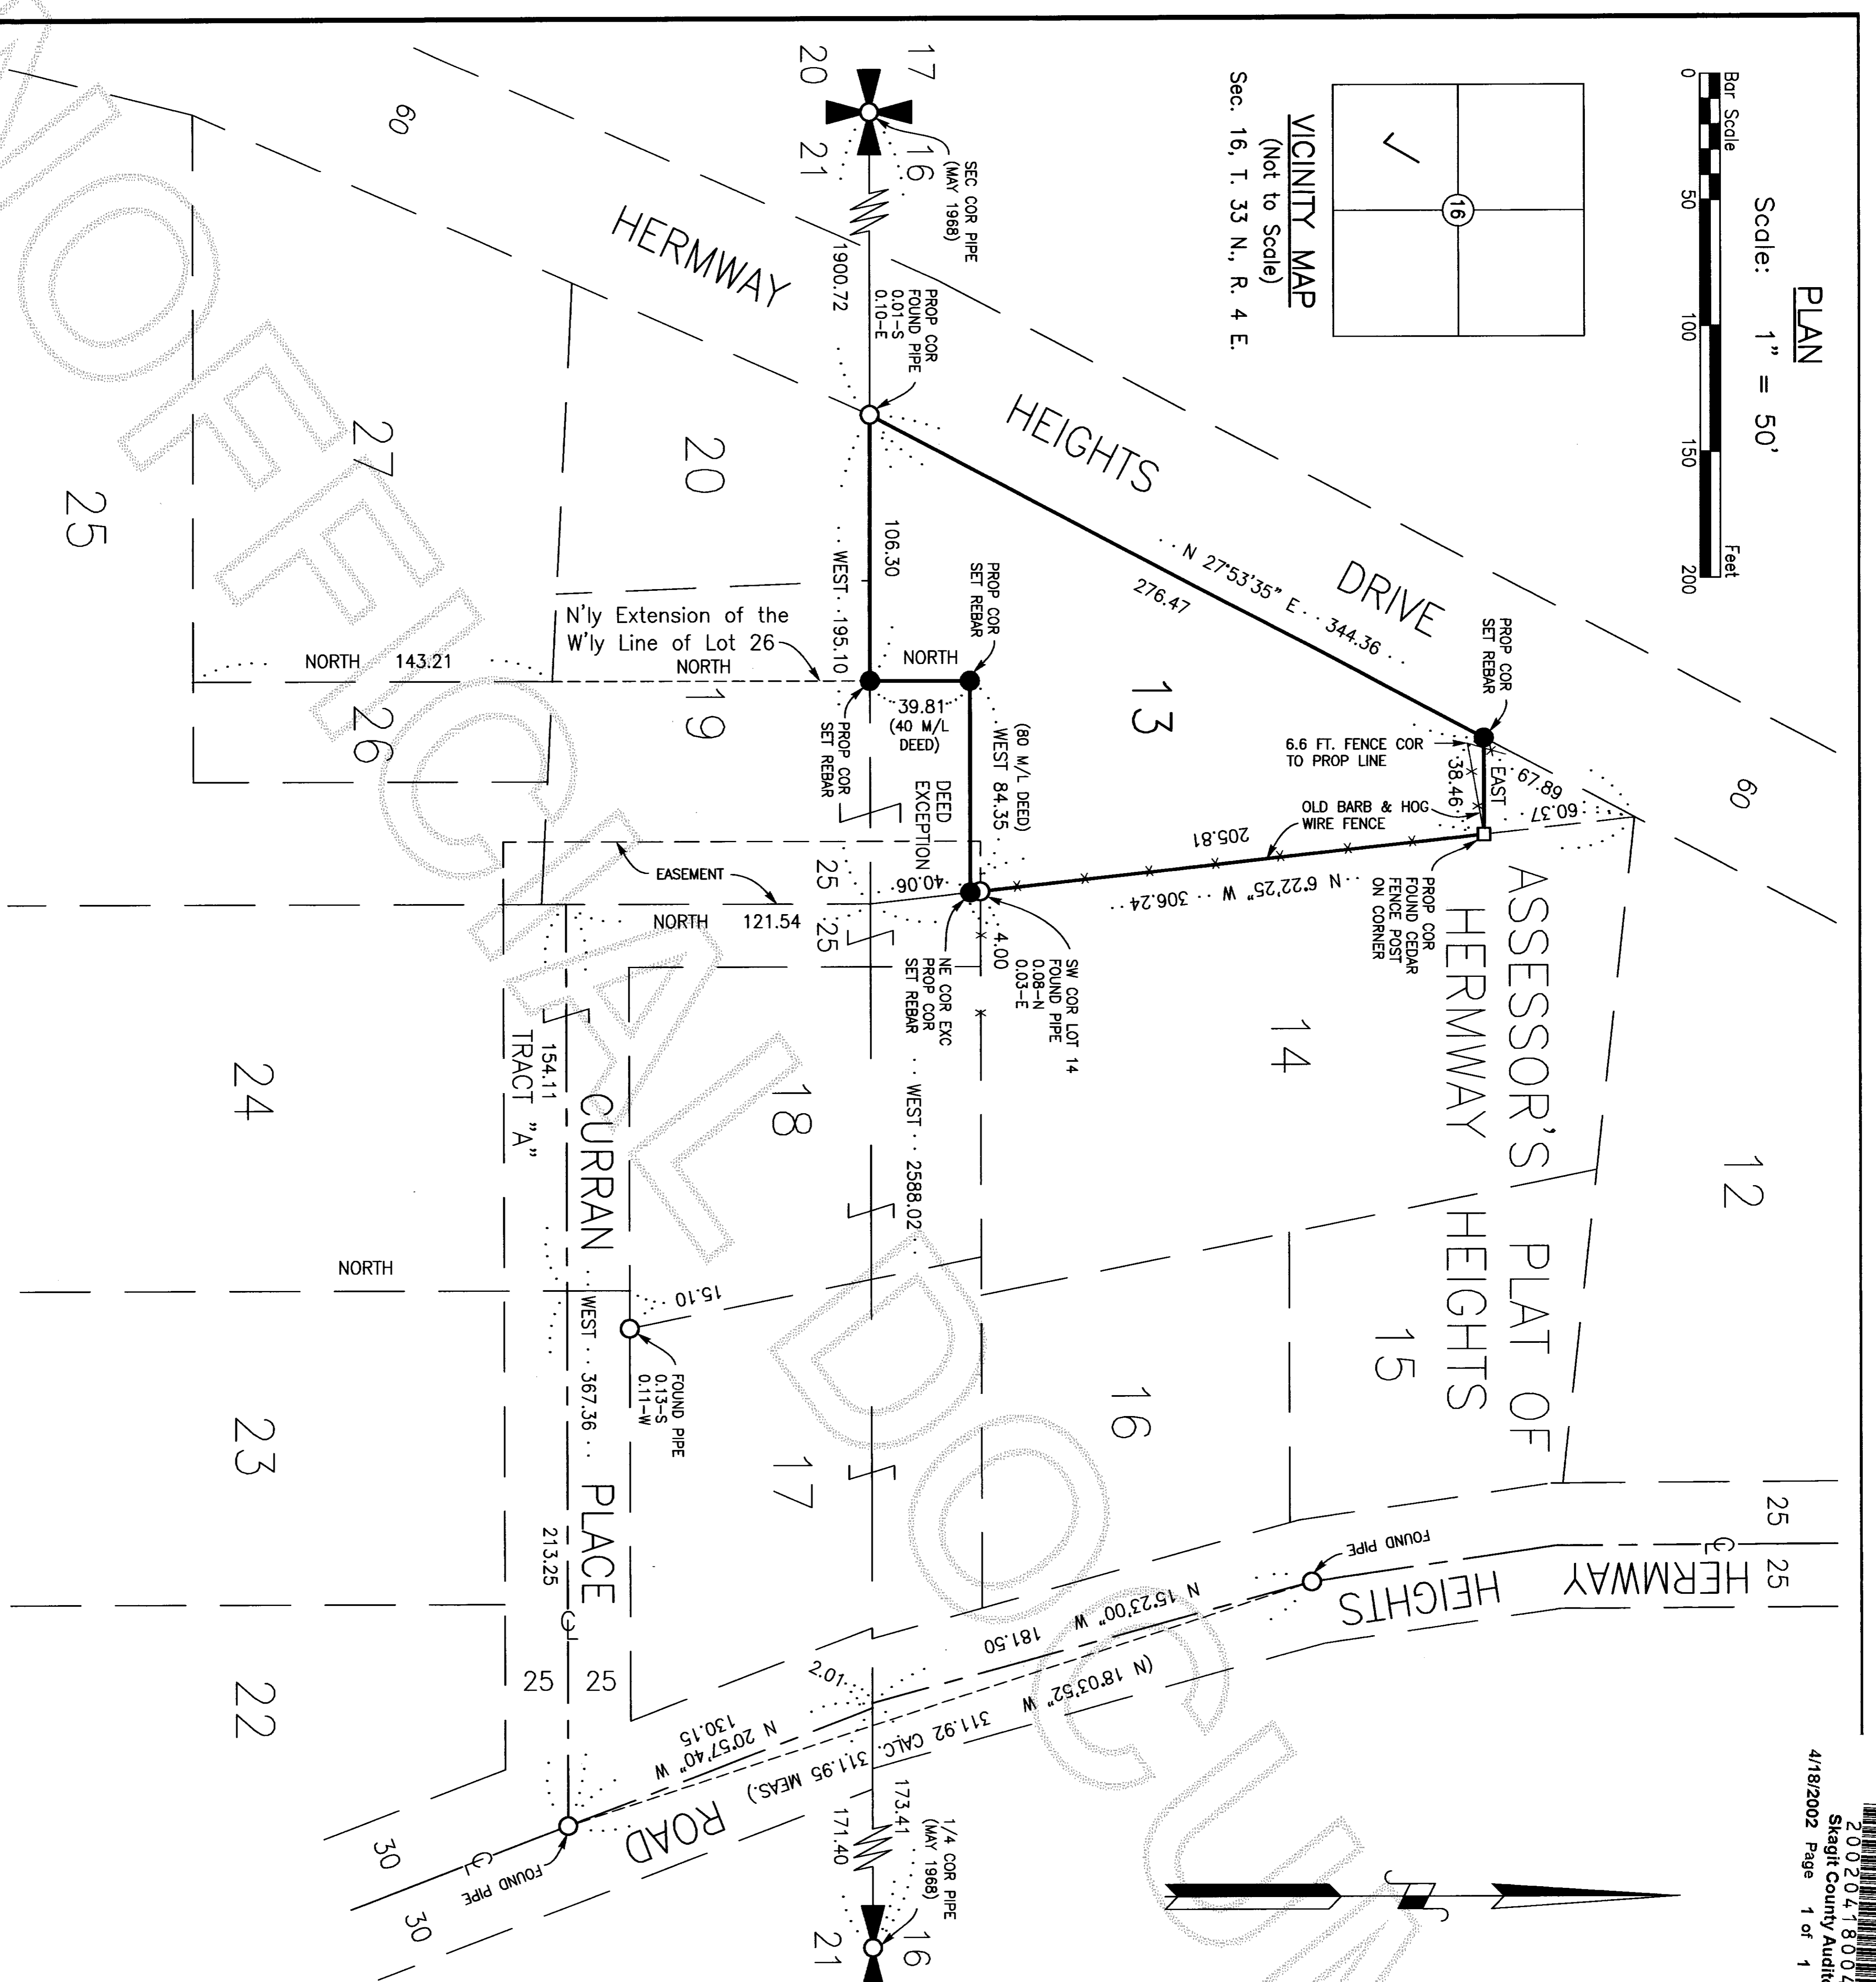 PLAN
Scale: 1" = 50'
Bar Scale
Feet
0 50 100 150 200
16
VICINITY MAP
(Not to Scale)
Sec. 16, T. 33 N., R. 4 E.
4/18/2002 Page 1 of 1
Skagit County Audito
200204180004
17
16
20
21
SEC COR PIPE
(MAY 1968)
1900.72
PROP COR
FOUND PIPE
0.01-S
0.10-E
60
HERMWAY
HEIGHTS
DRIVE
60
·· N 27°53'35" E ·· 344.36 ··
276.47
PROP COR
SET REBAR
67.89
60.37
EAST
38.46
6.6 FT. FENCE COR
TO PROP LINE
OLD BARB & HOG
WIRE FENCE
205.81
·· N 6°22'25" W ·· 306.24 ··
PROP COR
FOUND CEDAR
FENCE POST
ON CORNER
ASSESSOR'S PLAT OF
HERMWAY HEIGHTS
12
13
14
15
16
(80 M/L DEED)
WEST 84.35
PROP COR
SET REBAR
NORTH
39.81
(40 M/L
DEED)
106.30
·· WEST ·· 195.10
PROP COR
SET REBAR
DEED
EXCEPTION
40.06
4.00
SW COR LOT 14
FOUND PIPE
0.08-N
0.03-E
NE COR EXC
PROP COR
SET REBAR
·· WEST ·· 2588.02 ··
20
N'ly Extension of the
W'ly Line of Lot 26
NORTH
19
NORTH 143.21
27
26
25
EASEMENT
25
25
NORTH 121.54
18
17
154.11
TRACT "A"
CURRAN PLACE
·· WEST ·· 367.36 ··
213.25
25
25
15.10
FOUND PIPE
0.13-S
0.11-W
NORTH
24
23
22
25
25
HERMWAY
HEIGHTS
ROAD
FOUND PIPE
N 15°23'00" W
181.50
(N 18°03'52" W 311.92 CALC. 311.95 MEAS.)
2.01
N 20°57'40" W
130.15
173.41
171.40
1/4 COR PIPE
(MAY 1968)
16
21
FOUND PIPE
30
30
UNOFFICIAL DOCUM